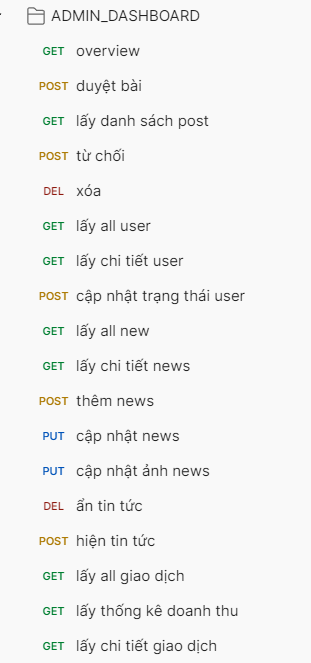 ADMIN_DASHBOARD
GET overview
POST duyệt bài
GET lấy danh sách post
POST từ chối
DEL xóa
GET lấy all user
GET lấy chi tiết user
POST cập nhật trạng thái user
GET lấy all new
GET lấy chi tiết news
POST thêm news
PUT cập nhật news
PUT cập nhật ảnh news
DEL ẩn tin tức
POST hiện tin tức
GET lấy all giao dịch
GET lấy thống kê doanh thu
GET lấy chi tiết giao dịch